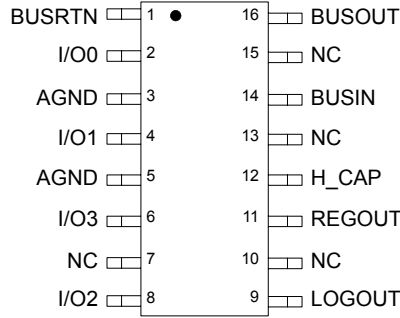 BUSRTN 1 16 BUSOUT
I/O0 2 15 NC
AGND 3 14 BUSIN
I/O1 4 13 NC
AGND 5 12 H_CAP
I/O3 6 11 REGOUT
NC 7 10 NC
I/O2 8 9 LOGOUT